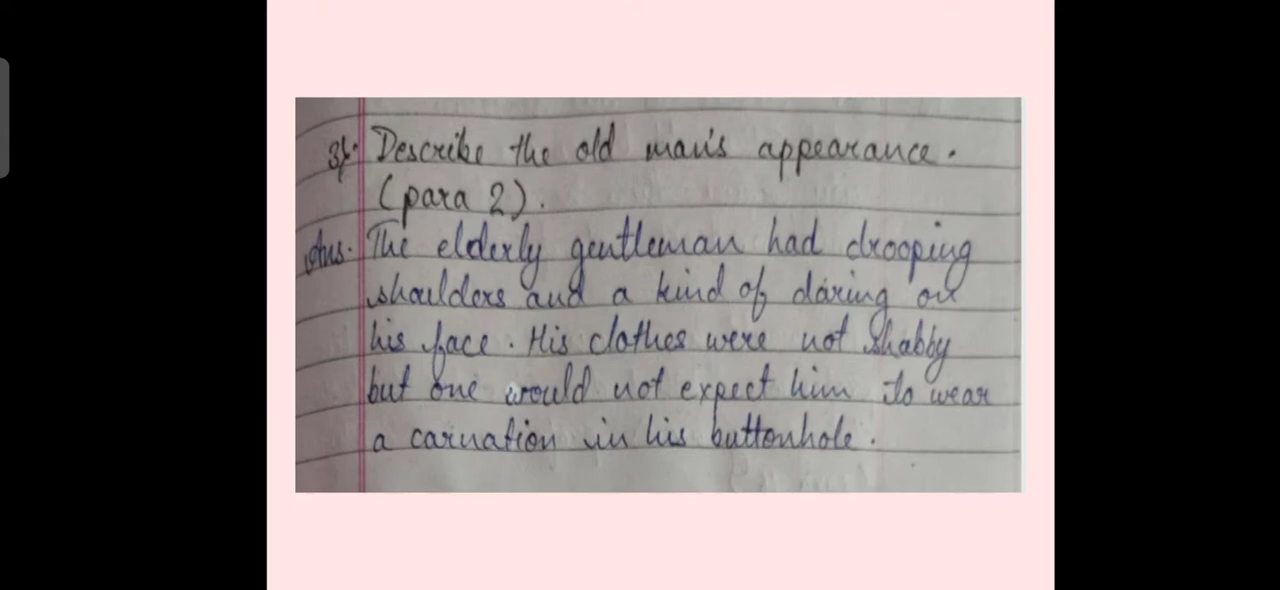 3). Describe the old man's appearance.
(para 2).
Ans. The elderly gentleman had drooping
shoulders and a kind of daring on
his face. His clothes were not shabby
but one would not expect him to wear
a carnation in his buttonhole.